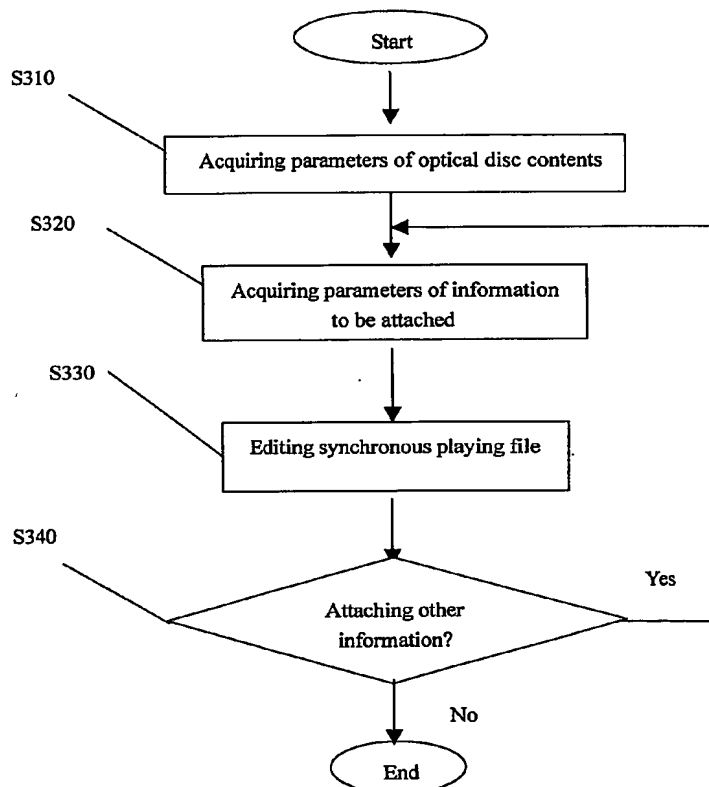 Start
S310
Acquiring parameters of optical disc contents
S320
Acquiring parameters of information
to be attached
S330
Editing synchronous playing file
S340
Yes
Attaching other
information?
No
End